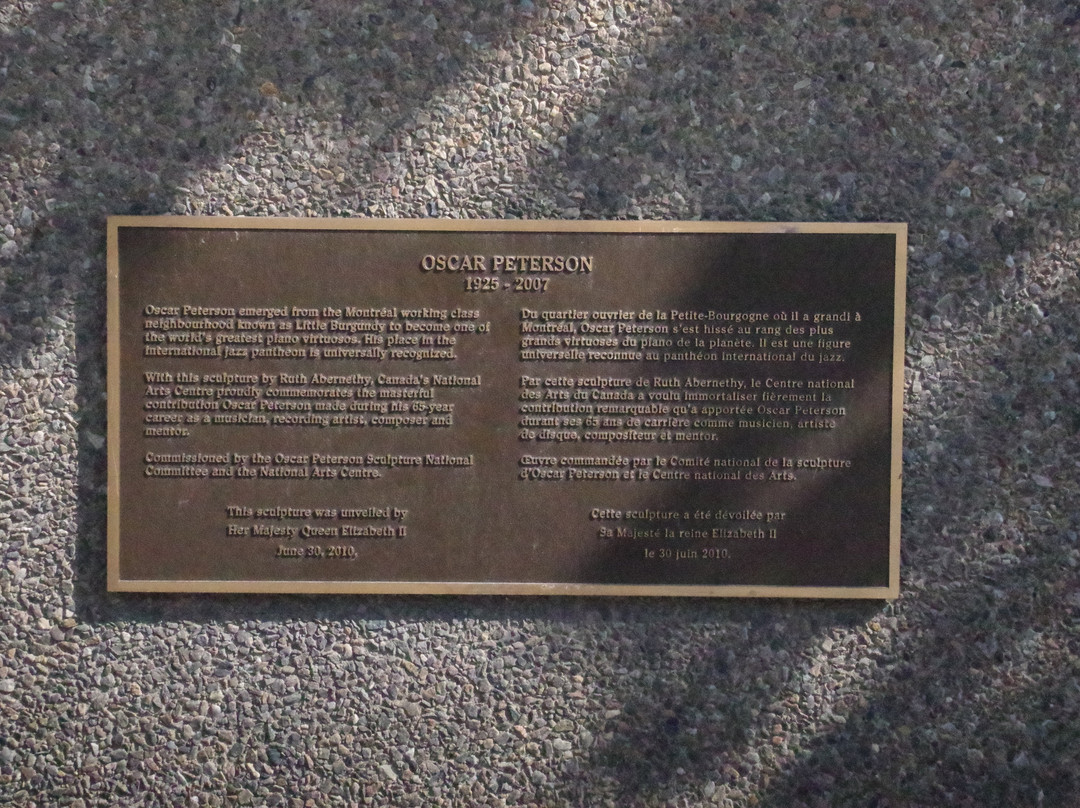 OSCAR PETERSON
1925 - 2007
Oscar Peterson emerged from the Montréal working class
neighbourhood known as Little Burgundy to become one of
the world's greatest piano virtuosos. His place in the
international jazz pantheon is universally recognized.
With this sculpture by Ruth Abernethy, Canada's National
Arts Centre proudly commemorates the masterful
contribution Oscar Peterson made during his 65-year
career as a musician, recording artist, composer and
mentor.
Commissioned by the Oscar Peterson Sculpture National
Committee and the National Arts Centre.
This sculpture was unveiled by
Her Majesty Queen Elizabeth II
June 30, 2010.
Du quartier ouvrier de la Petite-Bourgogne où il a grandi à
Montréal, Oscar Peterson s'est hissé au rang des plus
grands virtuoses du piano de la planète. Il est une figure
universelle reconnue au panthéon international du jazz.
Par cette sculpture de Ruth Abernethy, le Centre national
des Arts du Canada a voulu immortaliser fièrement la
contribution remarquable qu'a apportée Oscar Peterson
durant ses 65 ans de carrière comme musicien, artiste
de disque, compositeur et mentor.
Œuvre commandée par le Comité national de la sculpture
d'Oscar Peterson et le Centre national des Arts.
Cette sculpture a été dévoilée par
Sa Majesté la reine Elizabeth II
le 30 juin 2010.